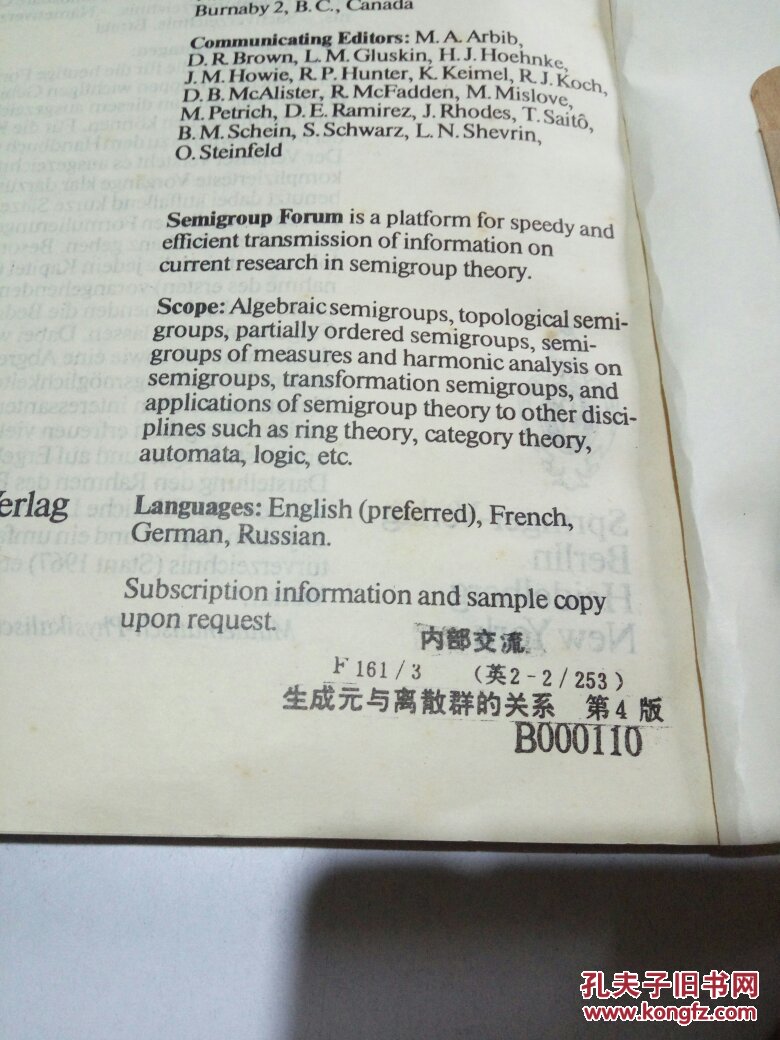 Burnaby 2, B.C., Canada
Communicating Editors: M. A. Arbib,
D. R. Brown, L. M. Gluskin, H. J. Hoehnke,
J. M. Howie, R. P. Hunter, K. Keimel, R. J. Koch,
D. B. McAlister, R. McFadden, M. Mislove,
M. Petrich, D. E. Ramirez, J. Rhodes, T. Saitô,
B. M. Schein, S. Schwarz, L. N. Shevrin,
O. Steinfeld
Semigroup Forum is a platform for speedy and
efficient transmission of information on
current research in semigroup theory.
Scope: Algebraic semigroups, topological semi-
groups, partially ordered semigroups, semi-
groups of measures and harmonic analysis on
semigroups, transformation semigroups, and
applications of semigroup theory to other disci-
plines such as ring theory, category theory,
automata, logic, etc.
Verlag
Languages: English (preferred), French,
German, Russian.
Subscription information and sample copy
upon request.
内部交流
F 161/3 (英2-2/253)
生成元与离散群的关系 第4版
B000110
孔夫子旧书网
www.kongfz.com